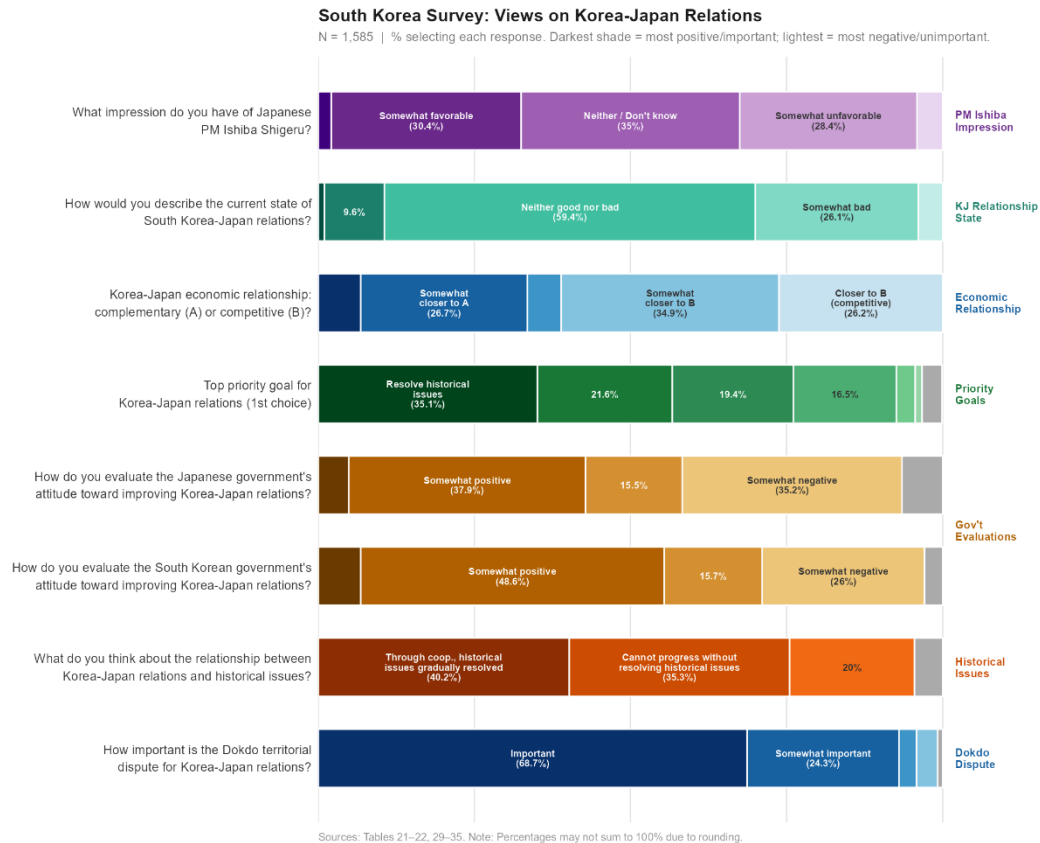 South Korea Survey: Views on Korea-Japan Relations
N = 1,585 | % selecting each response. Darkest shade = most positive/important; lightest = most negative/unimportant.
What impression do you have of Japanese
PM Ishiba Shigeru?
Somewhat favorable
(30.4%)
Neither / Don't know
(35%)
Somewhat unfavorable
(28.4%)
PM Ishiba
Impression
How would you describe the current state of
South Korea-Japan relations?
9.6%
Neither good nor bad
(59.4%)
Somewhat bad
(26.1%)
KJ Relationship
State
Korea-Japan economic relationship:
complementary (A) or competitive (B)?
Somewhat
closer to A
(26.7%)
Somewhat
closer to B
(34.9%)
Closer to B
(competitive)
(26.2%)
Economic
Relationship
Top priority goal for
Korea-Japan relations (1st choice)
Resolve historical
issues
(35.1%)
21.6%
19.4%
16.5%
Priority
Goals
How do you evaluate the Japanese government's
attitude toward improving Korea-Japan relations?
Somewhat positive
(37.9%)
15.5%
Somewhat negative
(35.2%)
Gov't
Evaluations
How do you evaluate the South Korean government's
attitude toward improving Korea-Japan relations?
Somewhat positive
(48.6%)
15.7%
Somewhat negative
(26%)
What do you think about the relationship between
Korea-Japan relations and historical issues?
Through coop., historical
issues gradually resolved
(40.2%)
Cannot progress without
resolving historical issues
(35.3%)
20%
Historical
Issues
How important is the Dokdo territorial
dispute for Korea-Japan relations?
Important
(68.7%)
Somewhat important
(24.3%)
Dokdo
Dispute
Sources: Tables 21–22, 29–35. Note: Percentages may not sum to 100% due to rounding.